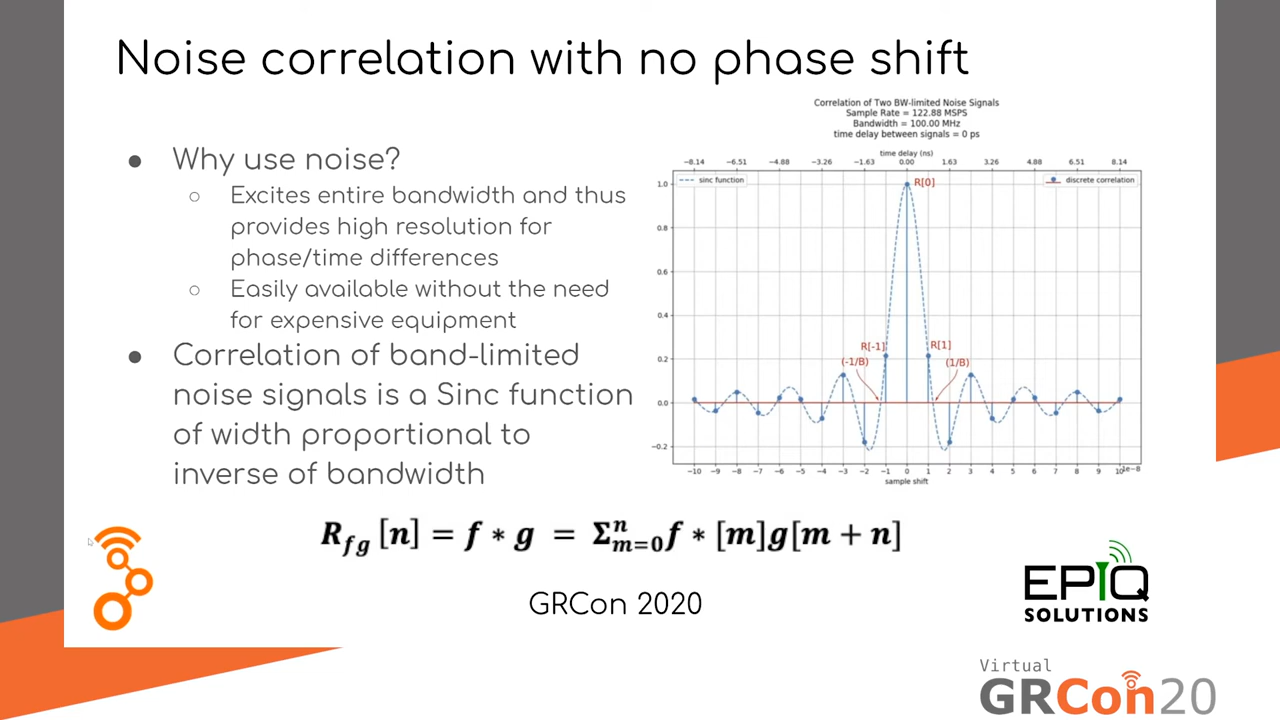 Noise correlation with no phase shift
● Why use noise?
○ Excites entire bandwidth and thus
provides high resolution for
phase/time differences
○ Easily available without the need
for expensive equipment
● Correlation of band-limited
noise signals is a Sinc function
of width proportional to
inverse of bandwidth
Correlation of Two BW-limited Noise Signals
Sample Rate = 122.88 MSPS
Bandwidth = 100.00 MHz
time delay between signals = 0 ps
time delay (ns)
−8.14 −6.51 −4.88 −3.26 −1.63 0.00 1.63 3.26 4.88 6.51 8.14
sinc function
discrete correlation
R[0]
1.0
0.8
0.6
0.4
0.2
0.0
−0.2
R[-1]
R[1]
(-1/B)
(1/B)
−10 −9 −8 −7 −6 −5 −4 −3 −2 −1 0 1 2 3 4 5 6 7 8 9 10
1e−8
sample shift
R_fg [n] = f * g = Σ^n_m=0 f * [m]g[m + n]
GRCon 2020
EPIQ
SOLUTIONS
Virtual
GRCon20